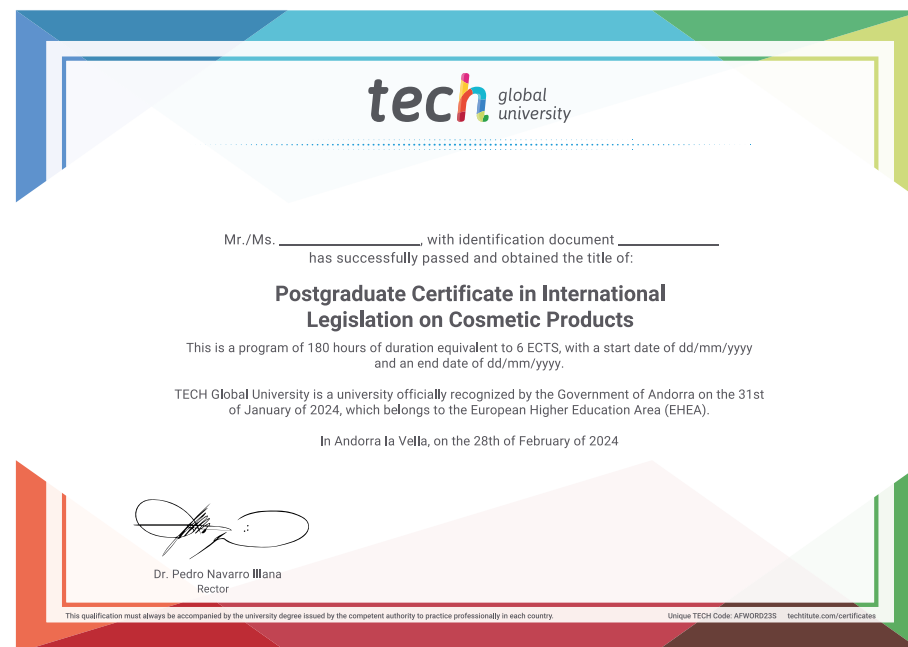 tech global university
Mr./Ms. ____________________, with identification document ______________
has successfully passed and obtained the title of:
Postgraduate Certificate in International
Legislation on Cosmetic Products
This is a program of 180 hours of duration equivalent to 6 ECTS, with a start date of dd/mm/yyyy
and an end date of dd/mm/yyyy.
TECH Global University is a university officially recognized by the Government of Andorra on the 31st
of January of 2024, which belongs to the European Higher Education Area (EHEA).
In Andorra la Vella, on the 28th of February of 2024
Dr. Pedro Navarro Illana
Rector
This qualification must always be accompanied by the university degree issued by the competent authority to practice professionally in each country.
Unique TECH Code: AFWORD23S techtitute.com/certificates